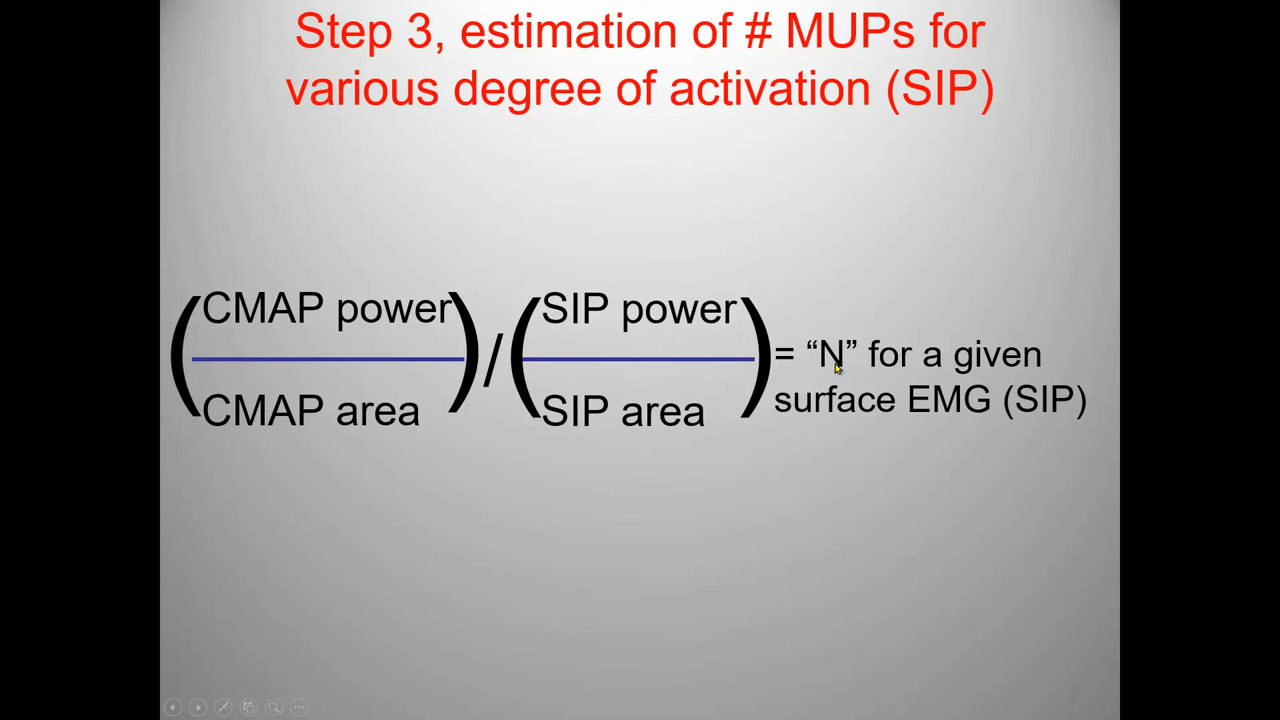 Step 3, estimation of # MUPs for
various degree of activation (SIP)
(CMAP power / CMAP area) / (SIP power / SIP area) = “N” for a given
surface EMG (SIP)